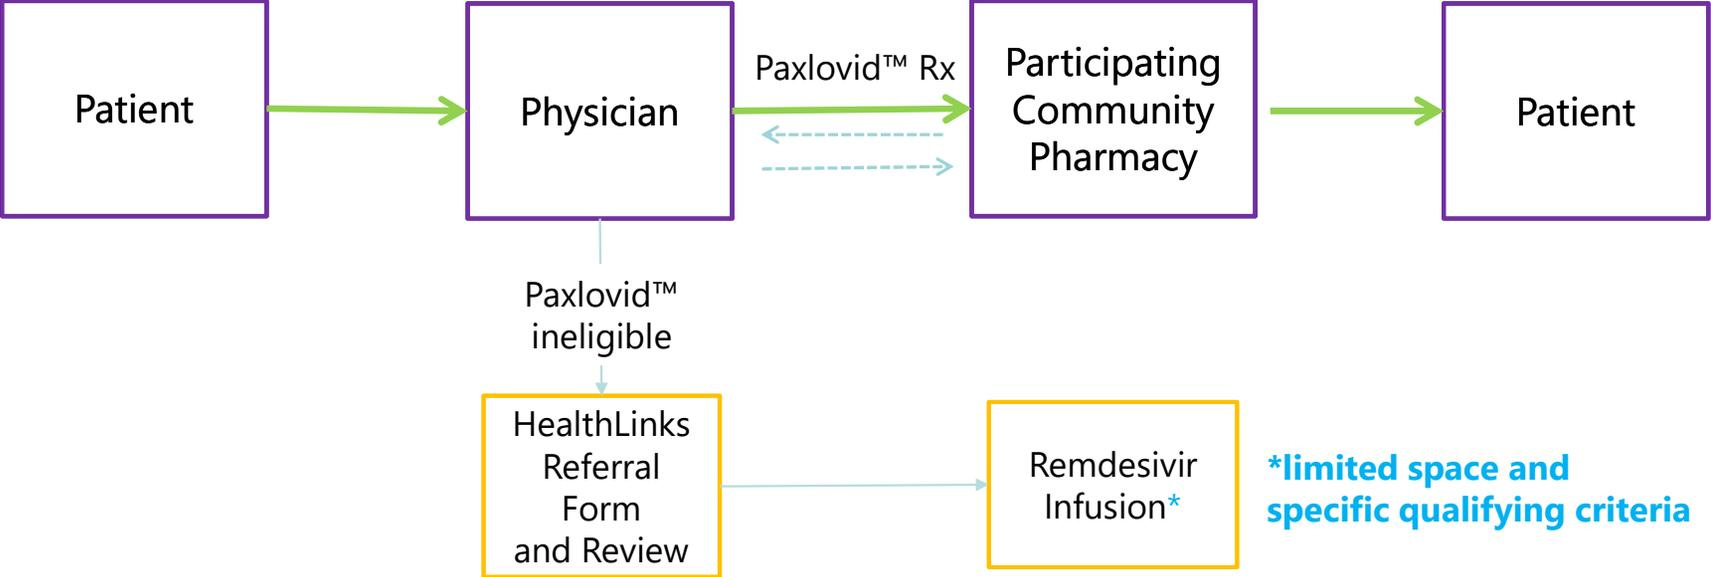 Patient
Physician
Paxlovid™ Rx
Participating
Community
Pharmacy
Patient
Paxlovid™
ineligible
HealthLinks
Referral
Form
and Review
Remdesivir
Infusion*
*limited space and
specific qualifying criteria